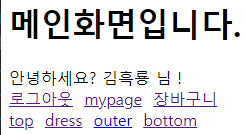 메인화면입니다.
안녕하세요? 김흑룡 님 !
로그아웃 mypage 장바구니
top dress outer bottom